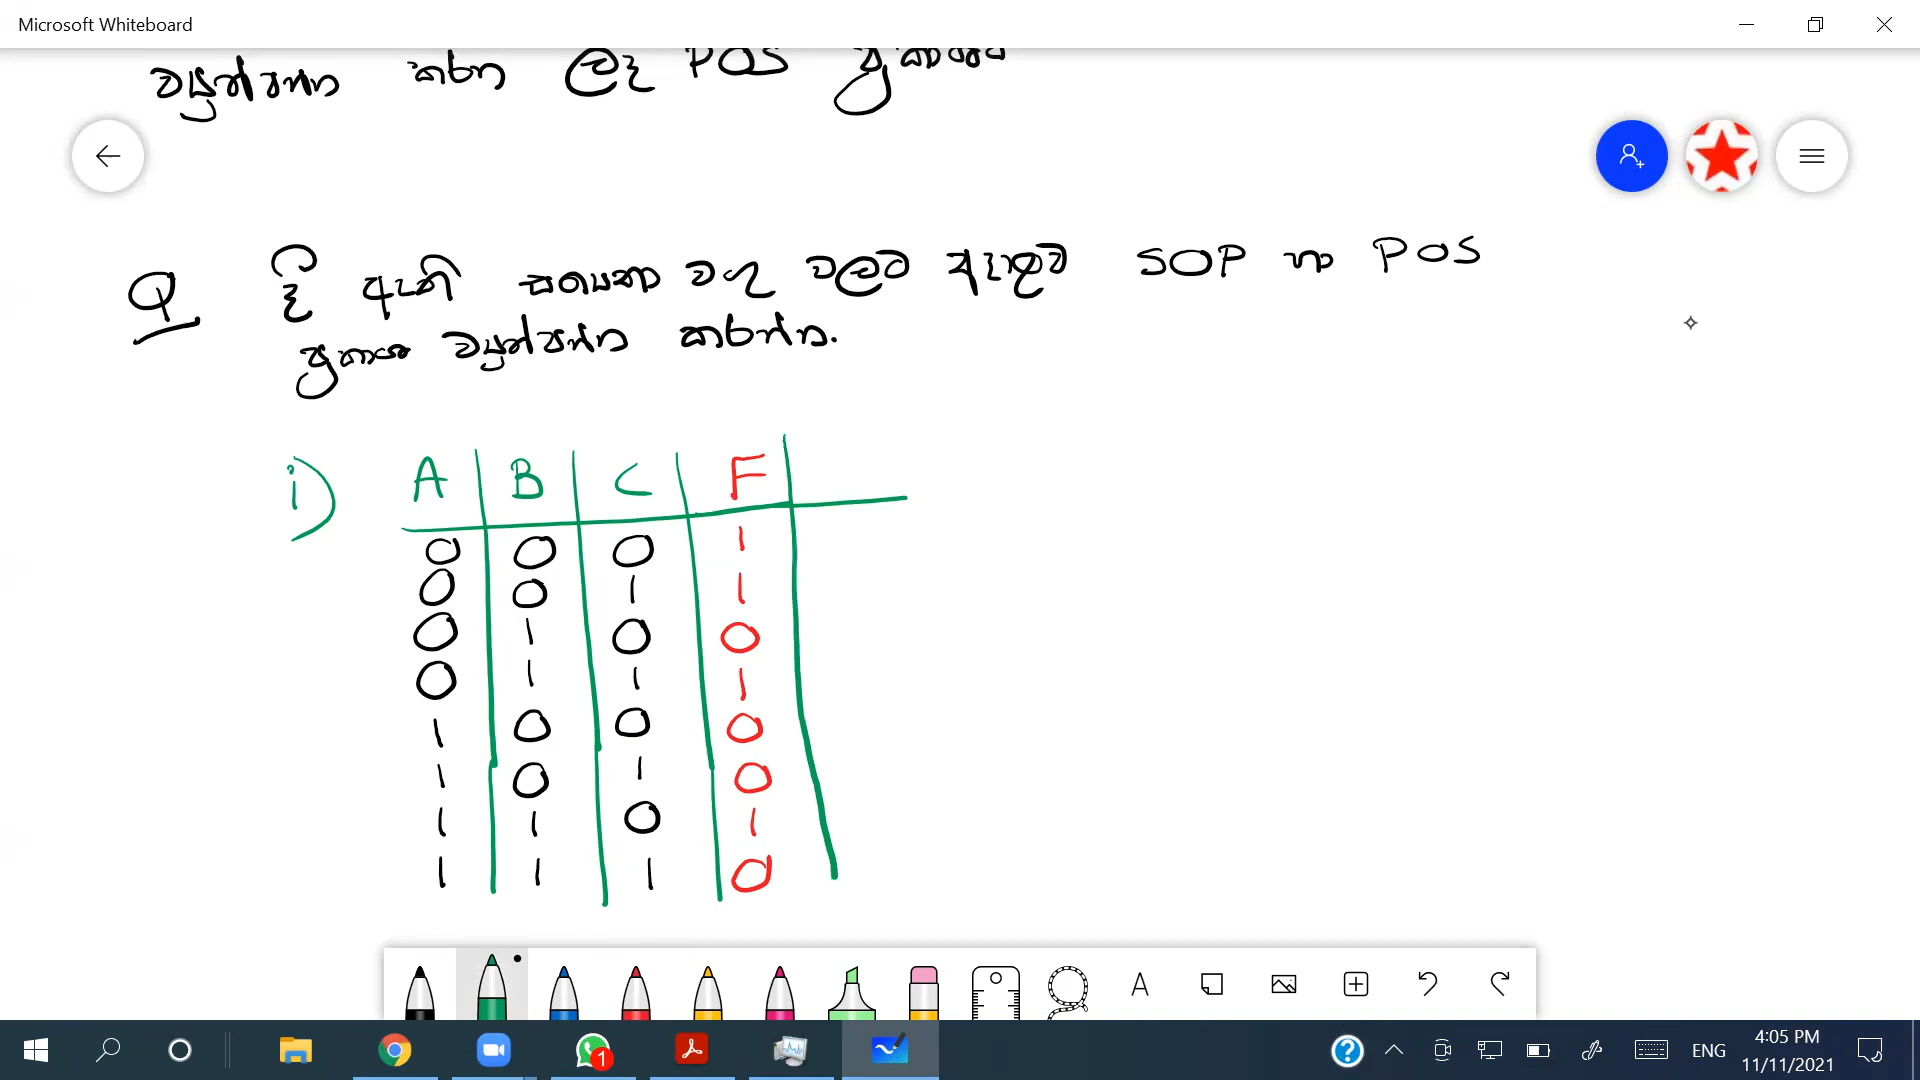 Microsoft Whiteboard
ව්‍යුත්පන්න කරන ලද POS ප්‍රකාශය
Q දී ඇති සත්‍යතා වගු වලට අදාළව SOP හා POS
ප්‍රකාශ ව්‍යුත්පන්න කරන්න.
i) A B C F
0 0 0 1
0 0 1 1
0 1 0 0
0 1 1 1
1 0 0 0
1 0 1 0
1 1 0 1
1 1 1 0
A
1
ENG
4:05 PM
11/11/2021